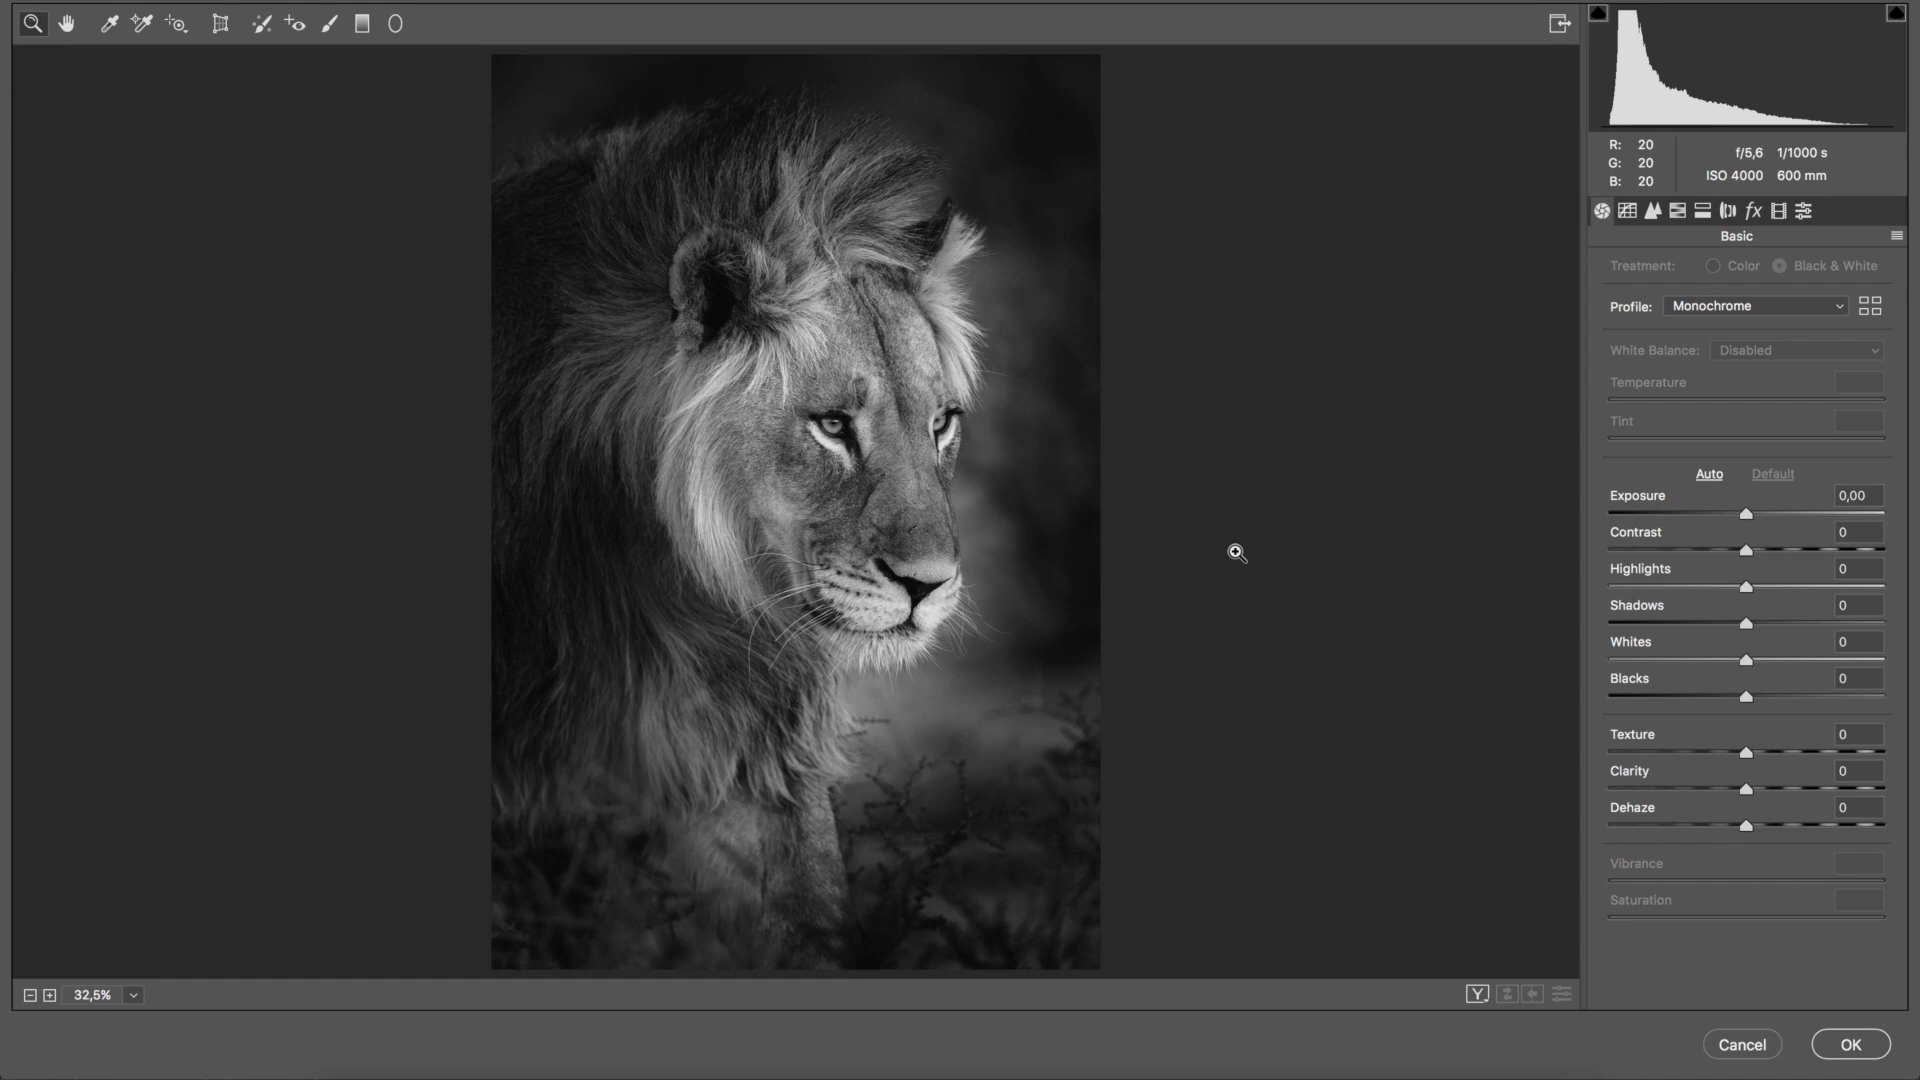 R: 20
G: 20
B: 20
f/5,6 1/1000 s
ISO 4000 600 mm
fx
Basic
Treatment: Color Black & White
Profile: Monochrome
White Balance: Disabled
Temperature
Tint
Auto Default
Exposure 0,00
Contrast 0
Highlights 0
Shadows 0
Whites 0
Blacks 0
Texture 0
Clarity 0
Dehaze 0
Vibrance
Saturation
32,5% Y
Cancel OK